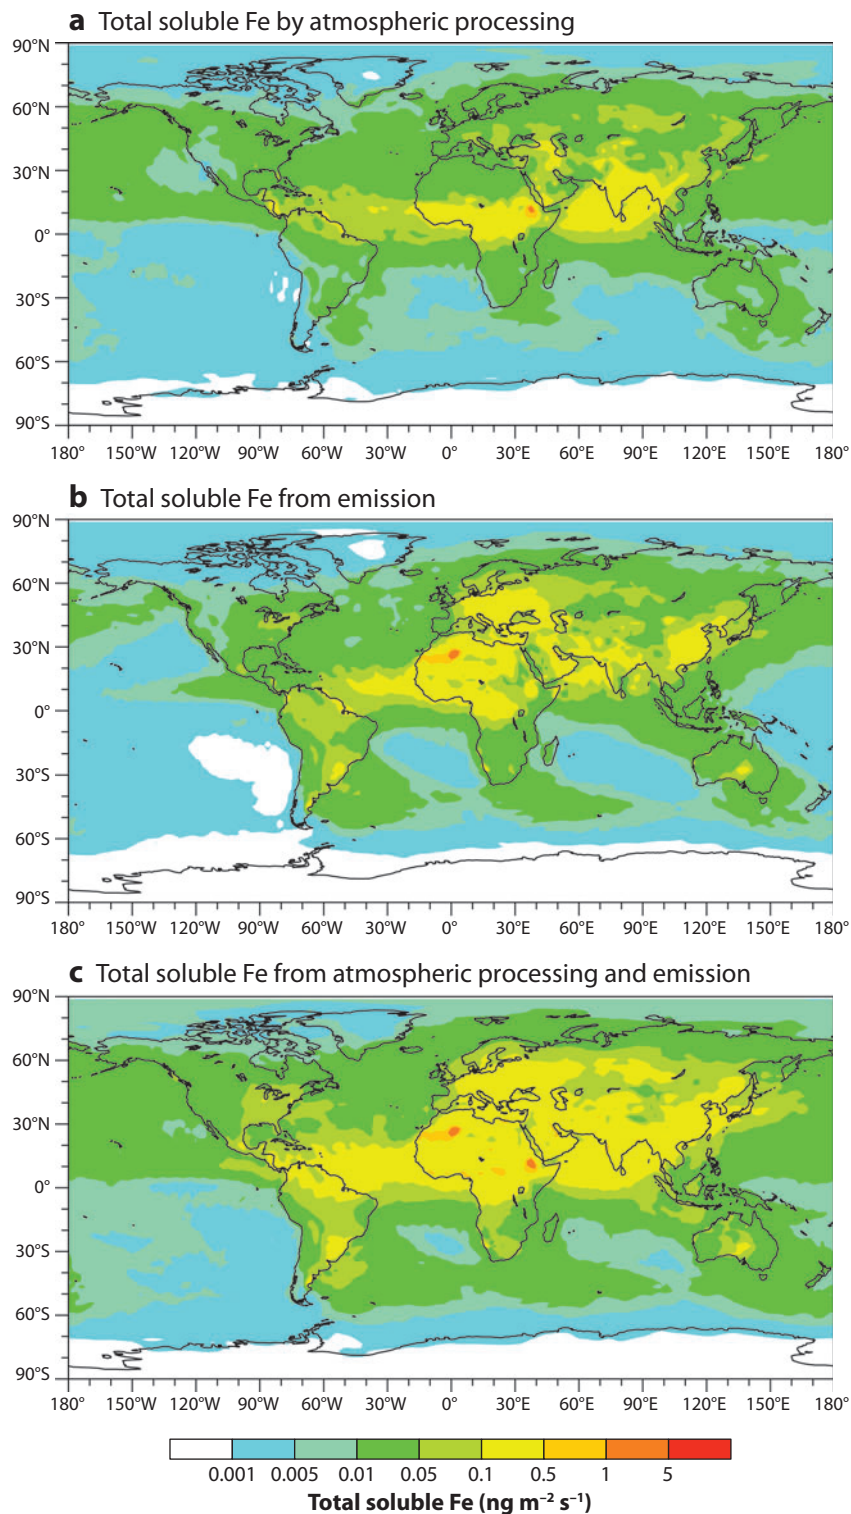 a Total soluble Fe by atmospheric processing
90°N
60°N
30°N
0°
30°S
60°S
90°S
180° 150°W 120°W 90°W 60°W 30°W 0° 30°E 60°E 90°E 120°E 150°E 180°
b Total soluble Fe from emission
90°N
60°N
30°N
0°
30°S
60°S
90°S
180° 150°W 120°W 90°W 60°W 30°W 0° 30°E 60°E 90°E 120°E 150°E 180°
c Total soluble Fe from atmospheric processing and emission
90°N
60°N
30°N
0°
30°S
60°S
90°S
180° 150°W 120°W 90°W 60°W 30°W 0° 30°E 60°E 90°E 120°E 150°E 180°
0.001 0.005 0.01 0.05 0.1 0.5 1 5
Total soluble Fe (ng m⁻² s⁻¹)